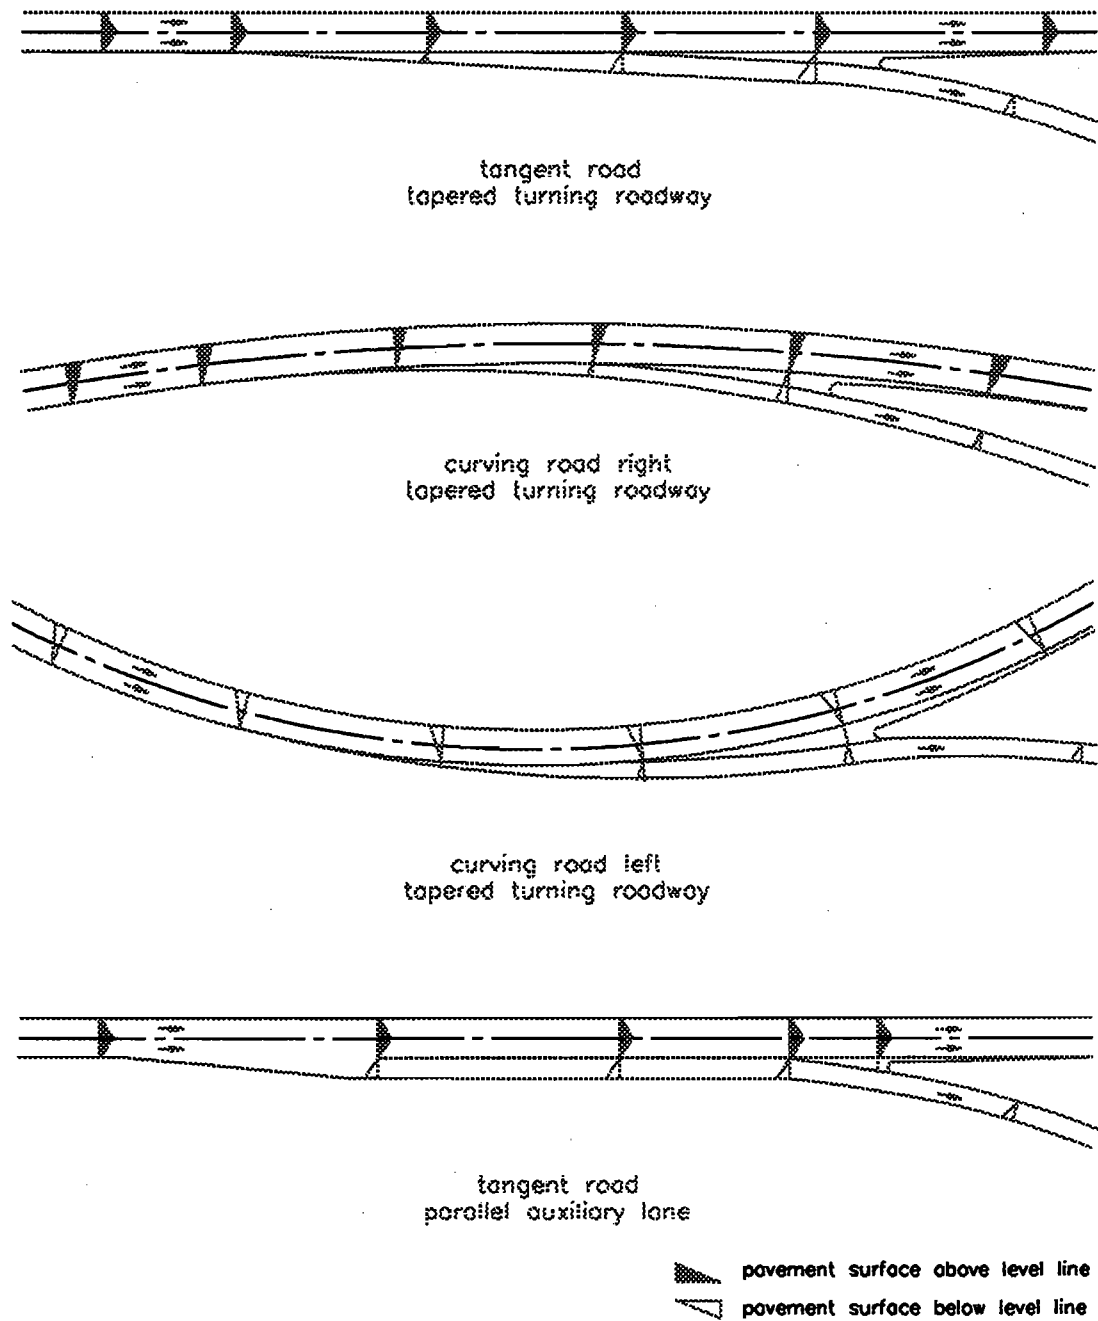 tangent road
tapered turning roadway
curving road right
tapered turning roadway
curving road left
tapered turning roadway
tangent road
parallel auxiliary lane
pavement surface above level line
pavement surface below level line